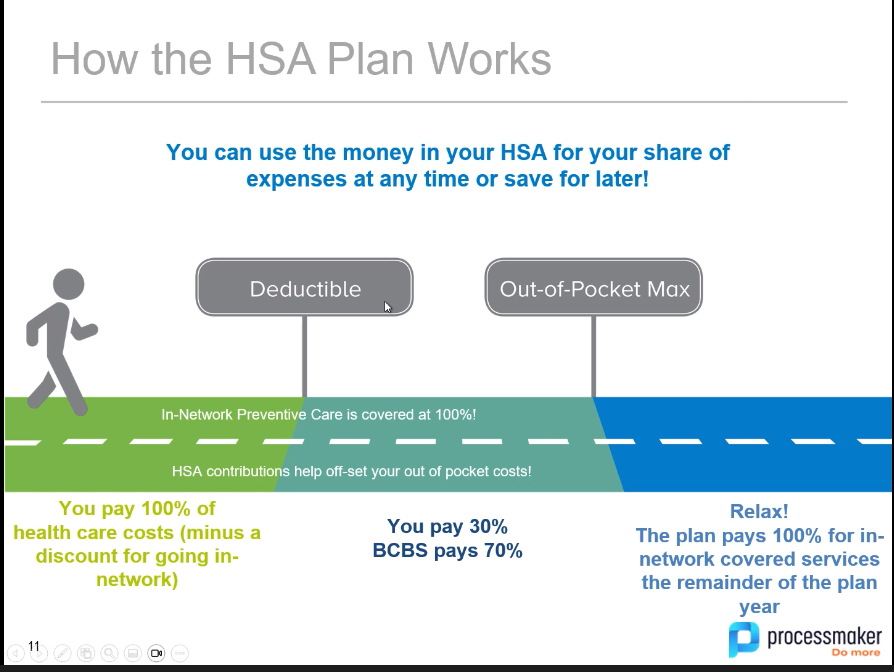 How the HSA Plan Works
You can use the money in your HSA for your share of
expenses at any time or save for later!
Deductible
Out-of-Pocket Max
In-Network Preventive Care is covered at 100%!
HSA contributions help off-set your out of pocket costs!
You pay 100% of
health care costs (minus a
discount for going in-
network)
You pay 30%
BCBS pays 70%
Relax!
The plan pays 100% for in-
network covered services
the remainder of the plan
year
11
processmaker
Do more